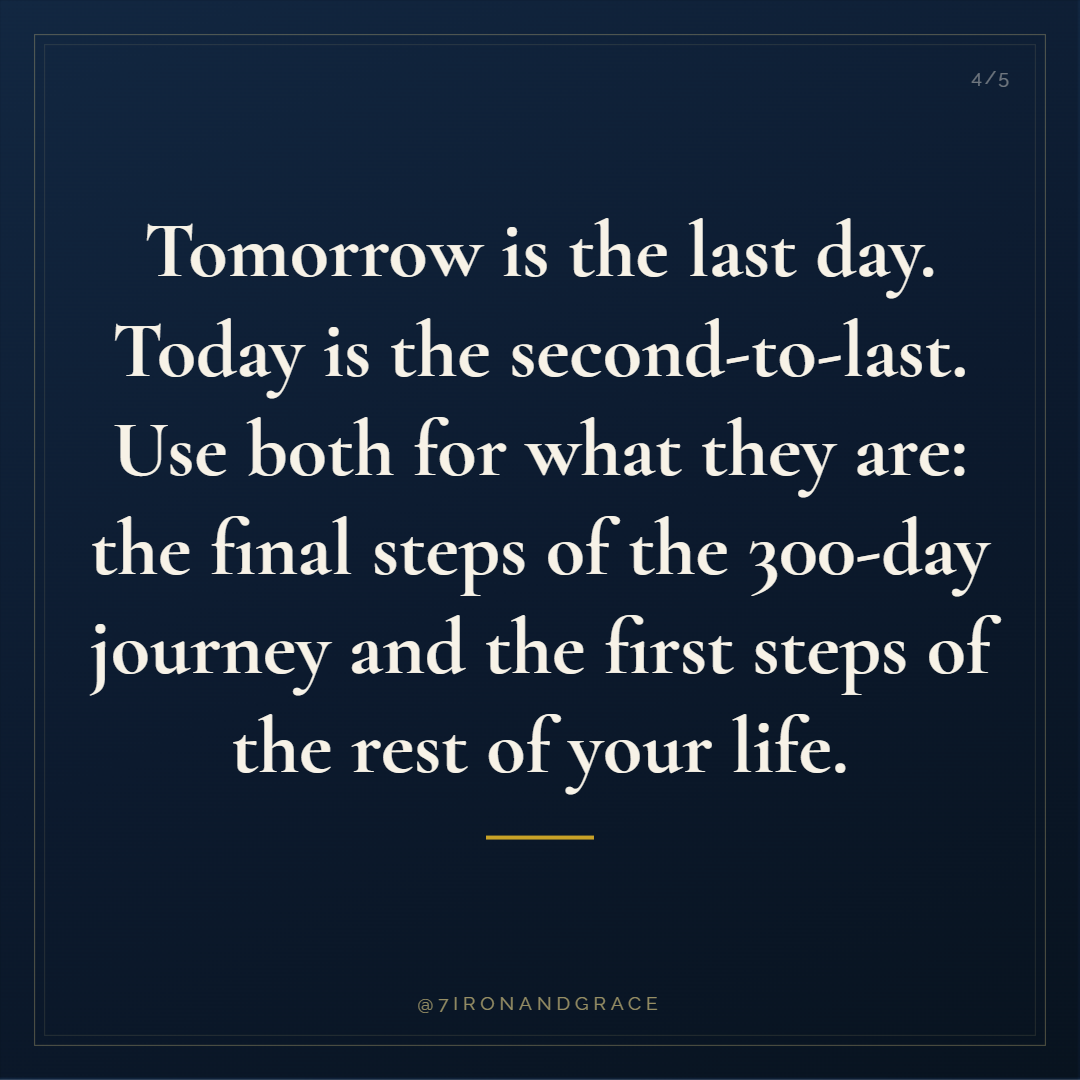 4/5
Tomorrow is the last day.
Today is the second-to-last.
Use both for what they are:
the final steps of the 300-day
journey and the first steps of
the rest of your life.
@7IRONANDGRACE